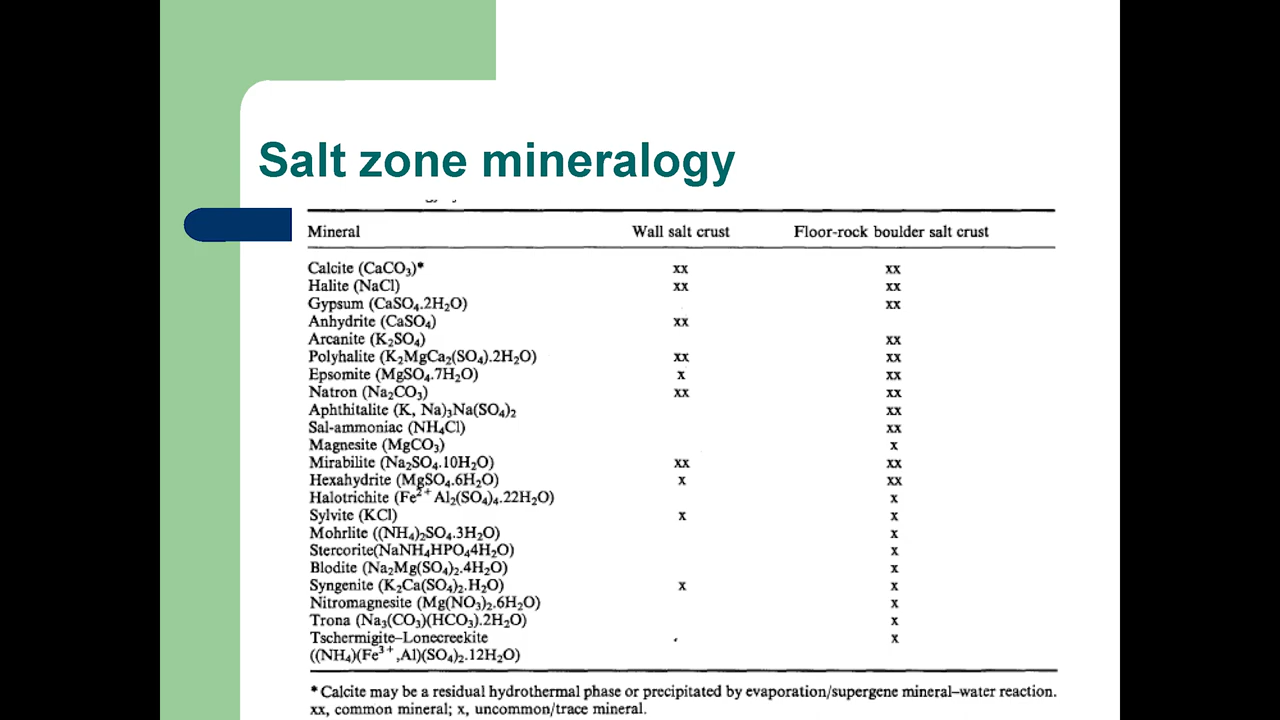 Salt zone mineralogy
Mineral Wall salt crust Floor-rock boulder salt crust
Calcite (CaCO₃)* xx xx
Halite (NaCl) xx xx
Gypsum (CaSO₄.2H₂O) xx
Anhydrite (CaSO₄) xx
Arcanite (K₂SO₄) xx
Polyhalite (K₂MgCa₂(SO₄).2H₂O) xx xx
Epsomite (MgSO₄.7H₂O) x xx
Natron (Na₂CO₃) xx xx
Aphthitalite (K, Na)₃Na(SO₄)₂ xx
Sal-ammoniac (NH₄Cl) xx
Magnesite (MgCO₃) x
Mirabilite (Na₂SO₄.10H₂O) xx xx
Hexahydrite (MgSO₄.6H₂O) x xx
Halotrichite (Fe²⁺Al₂(SO₄)₄.22H₂O) x
Sylvite (KCl) x x
Mohrlite ((NH₄)₂SO₄.3H₂O) x
Stercorite(NaNH₄HPO₄4H₂O) x
Blodite (Na₂Mg(SO₄)₂.4H₂O) x
Syngenite (K₂Ca(SO₄)₂.H₂O) x x
Nitromagnesite (Mg(NO₃)₂.6H₂O) x
Trona (Na₃(CO₃)(HCO₃).2H₂O) x
Tschermigite–Lonecreekite x
((NH₄)(Fe³⁺,Al)(SO₄)₂.12H₂O)
* Calcite may be a residual hydrothermal phase or precipitated by evaporation/supergene mineral–water reaction.
xx, common mineral; x, uncommon/trace mineral.